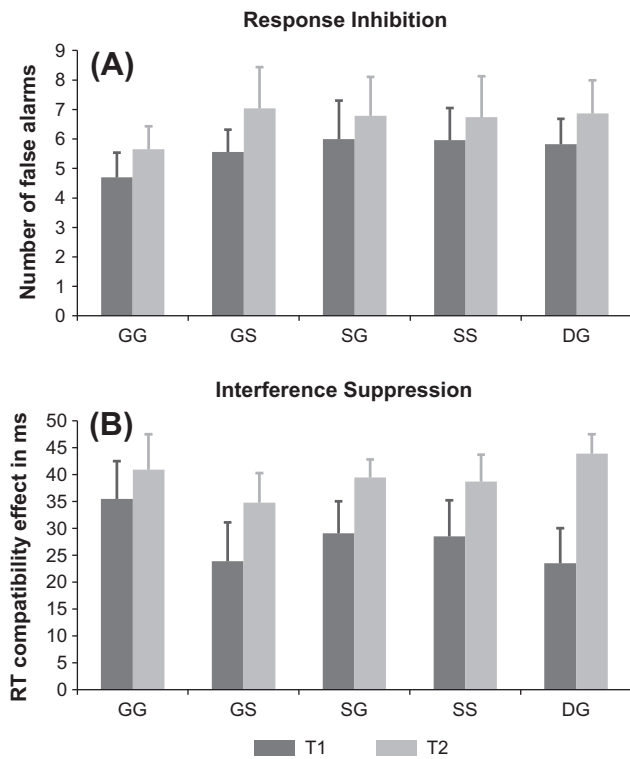 Response Inhibition
(A)
Number of false alarms
9
8
7
6
5
4
3
2
1
0
GG GS SG SS DG
Interference Suppression
(B)
RT compatibility effect in ms
50
45
40
35
30
25
20
15
10
5
0
GG GS SG SS DG
T1 T2